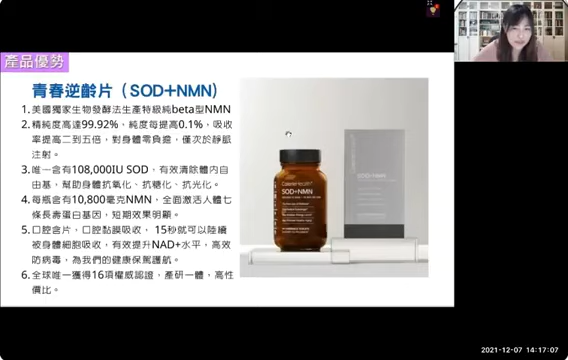 產品優勢
青春逆齡片（SOD+NMN）
1.美國獨家生物發酵法生產特級純beta型NMN
2.精純度高達99.92%，純度每提高0.1%，吸收
率提高二到五倍，對身體零負擔，僅次於靜脈
注射。
3.唯一含有108,000IU SOD，有效清除體內自
由基，幫助身體抗氧化、抗糖化、抗光化。
4.每瓶含有10,800毫克NMN，全面激活人體七
條長壽蛋白基因，短期效果明顯。
5.口腔含片，口腔黏膜吸收， 15秒就可以陸續
被身體細胞吸收，有效提升NAD+水平，高效
防病毒，為我們的健康保駕護航。
6.全球唯一獲得16項權威認證，產研一體，高性
價比。
SOD+NMN
SOD+NMN
2021-12-07 14:17:07